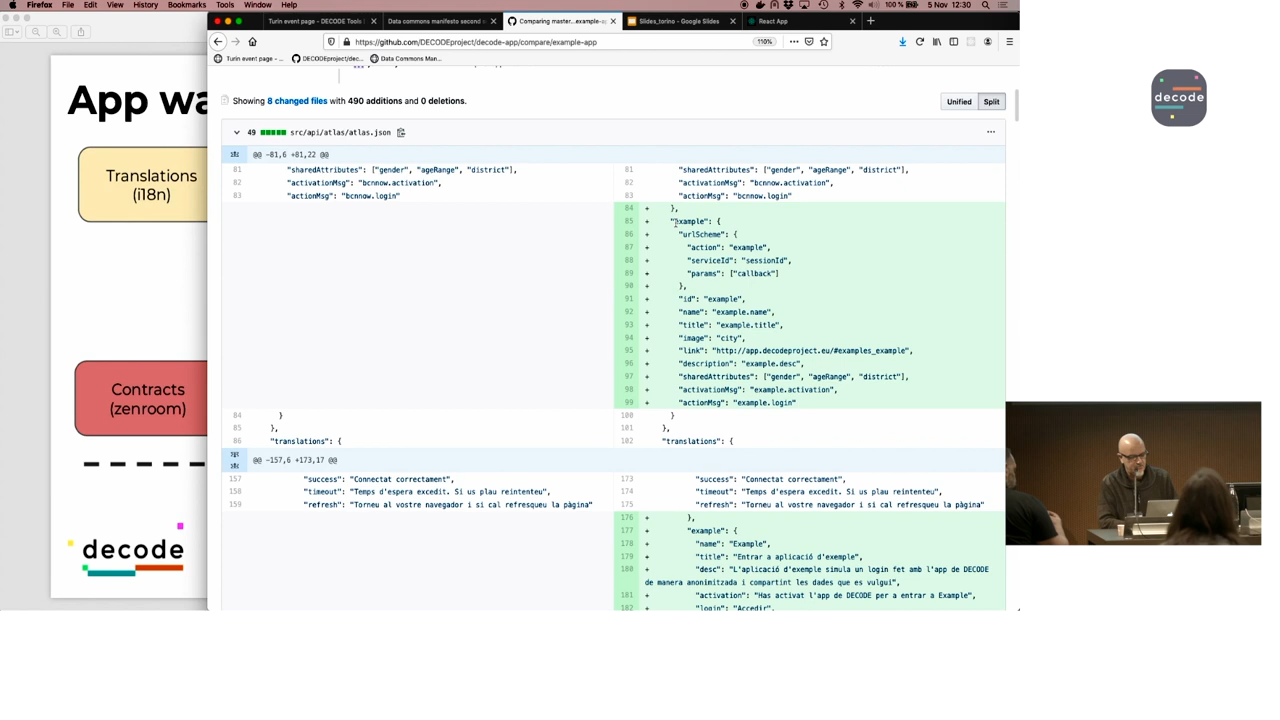 Firefox File Edit View History Bookmarks Tools Window Help 100 % 5 Nov 12:30
Turin event page - DECODE Tools
Data commons manifesto second
Comparing master...example-ap
Slides_torino - Google Slides
React App
https://github.com/DECODEproject/decode-app/compare/example-app
110%
Turin event page - ...
DECODEProject/dec...
Data Commons Man...
App wa
Translations
(i18n)
Contracts
(zenroom)
decode
Showing 8 changed files with 490 additions and 0 deletions.
Unified Split
49 src/api/atlas/atlas.json
@@ -81,6 +81,22 @@
81 "sharedAttributes": ["gender", "ageRange", "district"], 81 "sharedAttributes": ["gender", "ageRange", "district"],
82 "activationMsg": "bcnnow.activation", 82 "activationMsg": "bcnnow.activation",
83 "actionMsg": "bcnnow.login" 83 "actionMsg": "bcnnow.login"
84 + },
85 + "example": {
86 + "urlScheme": {
87 + "action": "example",
88 + "serviceId": "sessionId",
89 + "params": ["callback"]
90 + },
91 + "id": "example",
92 + "name": "example.name",
93 + "title": "example.title",
94 + "image": "city",
95 + "link": "http://app.decodeproject.eu/#examples_example",
96 + "description": "example.desc",
97 + "sharedAttributes": ["gender", "ageRange", "district"],
98 + "activationMsg": "example.activation",
99 + "actionMsg": "example.login"
84 } 100 }
85 }, 101 },
86 "translations": { 102 "translations": {
@@ -157,6 +173,17 @@
157 "success": "Connectat correctament", 173 "success": "Connectat correctament",
158 "timeout": "Temps d'espera excedit. Si us plau reintenteu", 174 "timeout": "Temps d'espera excedit. Si us plau reintenteu",
159 "refresh": "Torneu al vostre navegador i si cal refresqueu la pàgina" 175 "refresh": "Torneu al vostre navegador i si cal refresqueu la pàgina"
176 + },
177 + "example": {
178 + "name": "Example",
179 + "title": "Entrar a aplicació d'exemple",
180 + "desc": "L'aplicació d'exemple simula un login fet amb l'app de DECODE
de manera anonimitzada i compartint les dades que es vulgui",
181 + "activation": "Has activat l'app de DECODE per a entrar a Example",
182 + "login": "Accedir",
decode